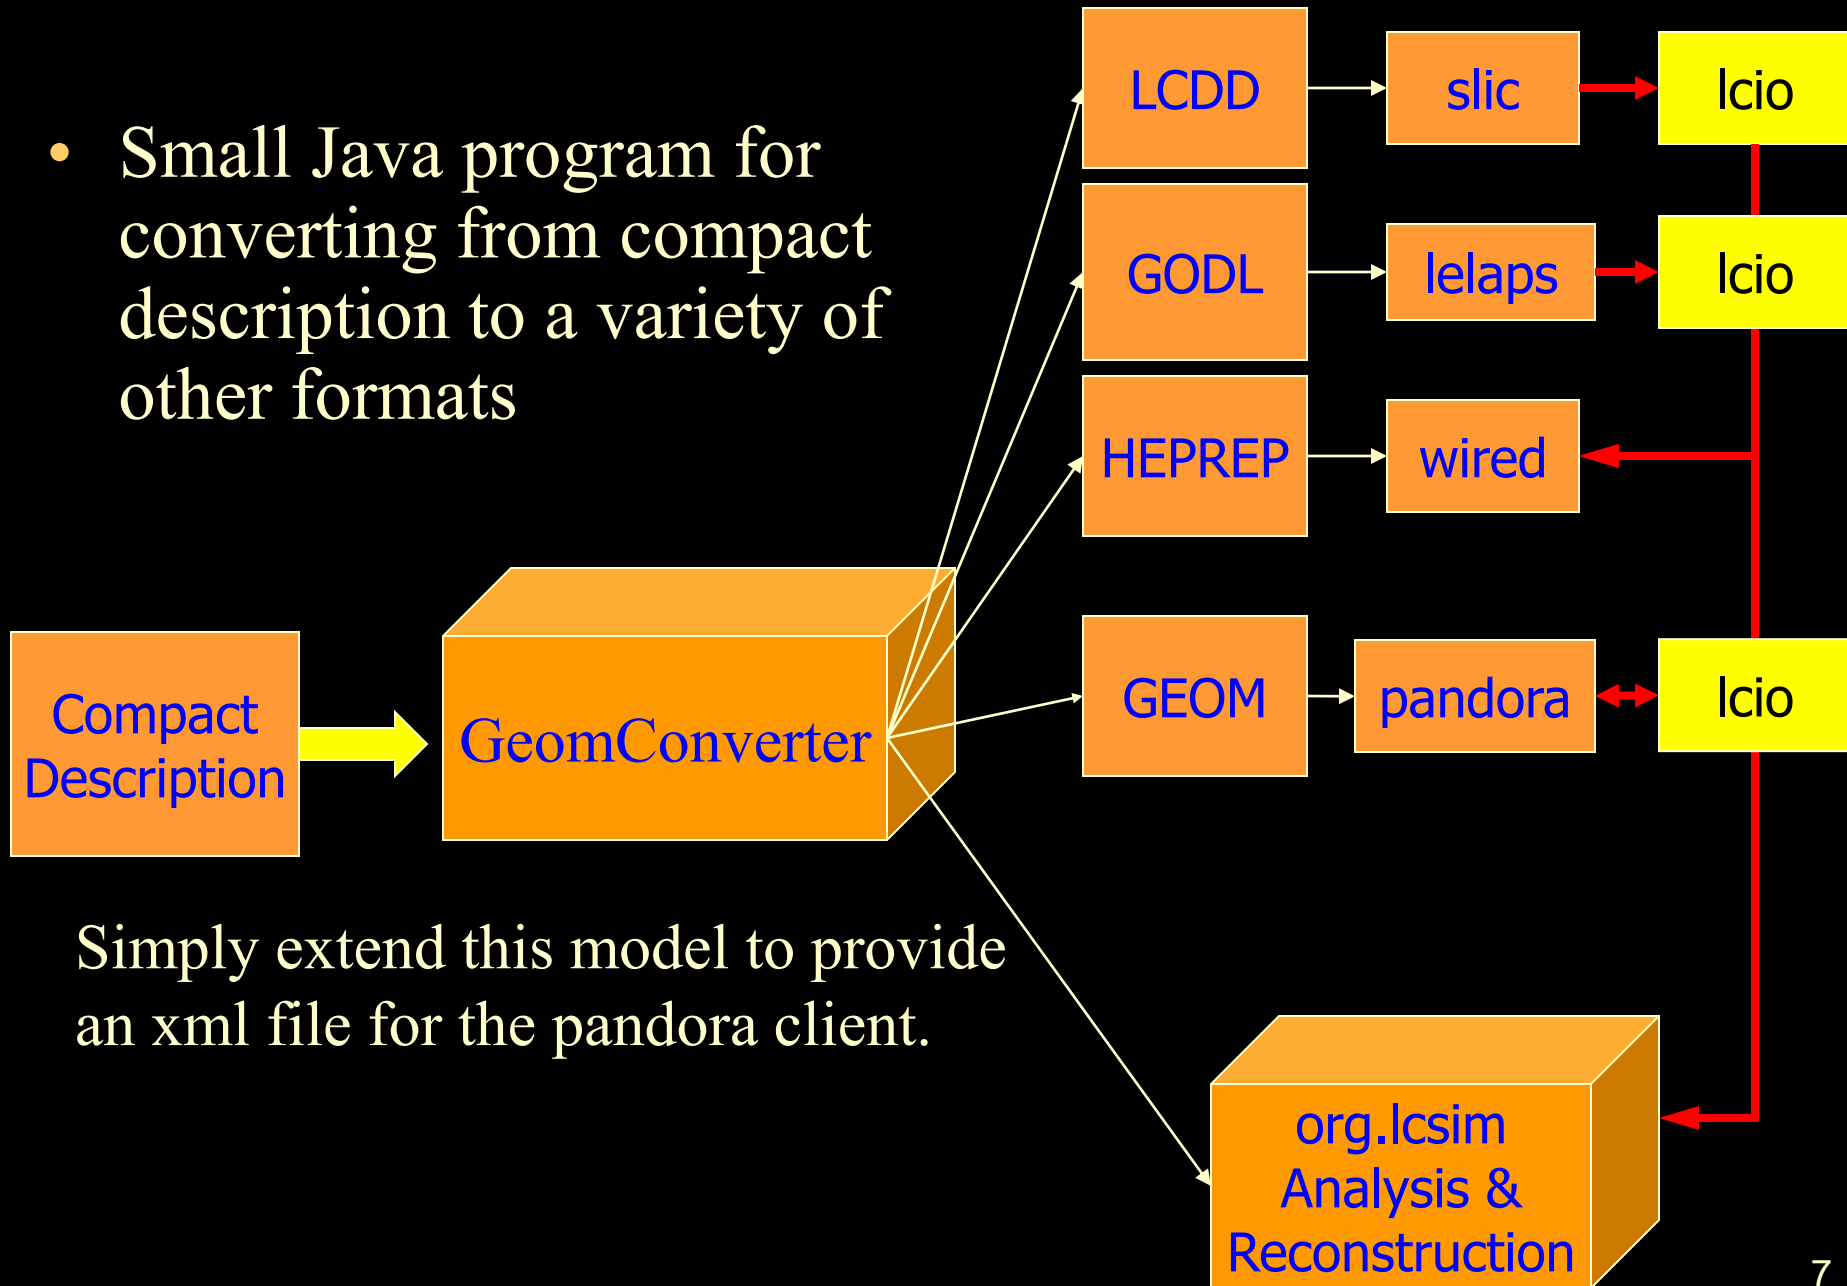 • Small Java program for
converting from compact
description to a variety of
other formats
LCDD
slic
lcio
GODL
lelaps
lcio
HEPREP
wired
Compact
Description
GeomConverter
GEOM
pandora
lcio
Simply extend this model to provide
an xml file for the pandora client.
org.lcsim
Analysis &
Reconstruction
7